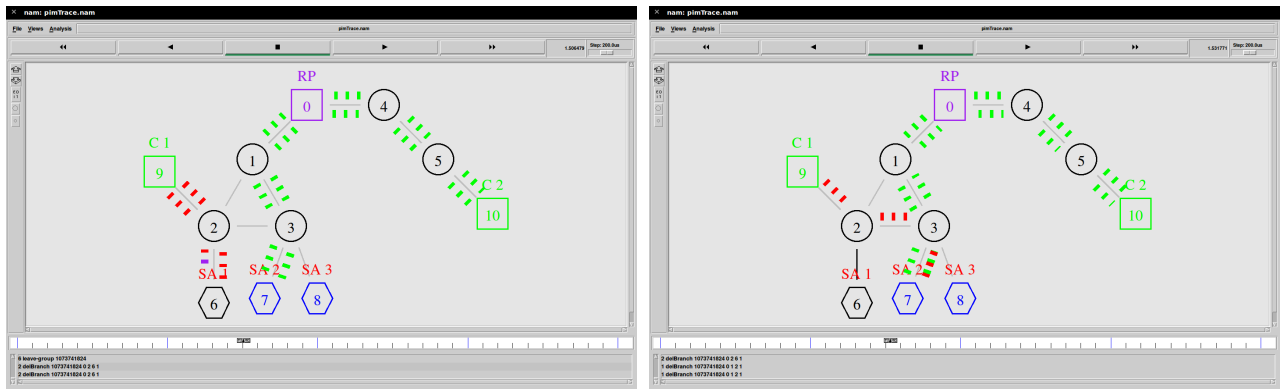 nam: pimTrace.nam
File Views Analysis
pimTrace.nam
1.506479
Step: 200.0us
RP
0
4
C 1
9
1
5
C 2
10
2
3
SA 1
SA 2
SA 3
6
7
8
6 leave-group 1073741824
2 delBranch 1073741824 0 2 6 1
2 delBranch 1073741824 0 2 6 1
nam: pimTrace.nam
File Views Analysis
pimTrace.nam
1.531771
Step: 200.0us
RP
0
4
C 1
9
1
5
C 2
10
2
3
SA 1
SA 2
SA 3
6
7
8
2 delBranch 1073741824 0 2 6 1
1 delBranch 1073741824 0 1 2 1
1 delBranch 1073741824 0 1 2 1